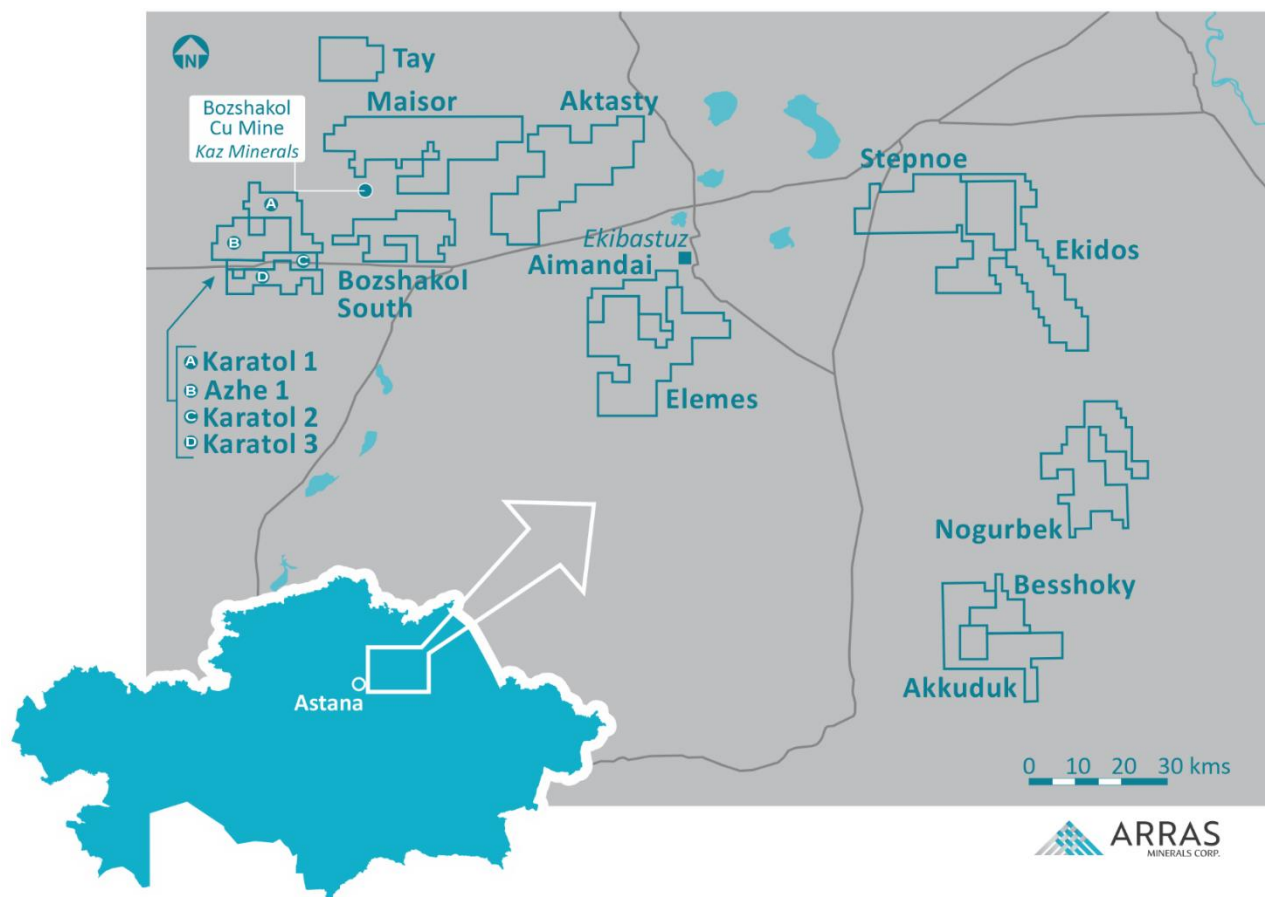 N
Tay
Bozshakol
Cu Mine
Kaz Minerals
Maisor
Aktasty
Stepnoe
A
B
C
D
Ekibastuz
Aimandai
Ekidos
Bozshakol
South
A Karatol 1
B Azhe 1
C Karatol 2
D Karatol 3
Elemes
Nogurbek
Besshoky
Akkuduk
Astana
0 10 20 30 kms
ARRAS
MINERALS CORP.